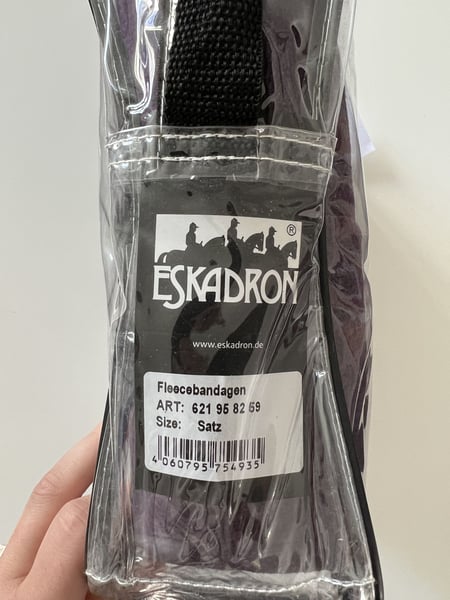 ®
ESKADRON
www.eskadron.de
Fleecebandagen
ART: 621 95 82 59
Size: Satz
4 060795 754935